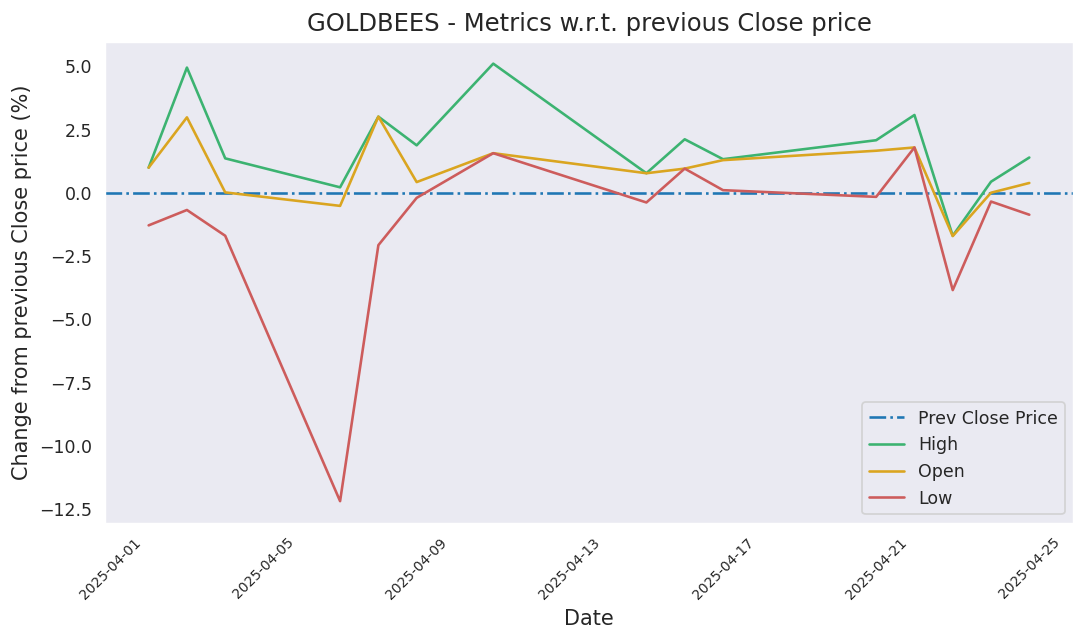 GOLDBEES - Metrics w.r.t. previous Close price
Change from previous Close price (%)
5.0
2.5
0.0
−2.5
−5.0
−7.5
−10.0
−12.5
Prev Close Price
High
Open
Low
2025-04-01
2025-04-05
2025-04-09
2025-04-13
2025-04-17
2025-04-21
2025-04-25
Date